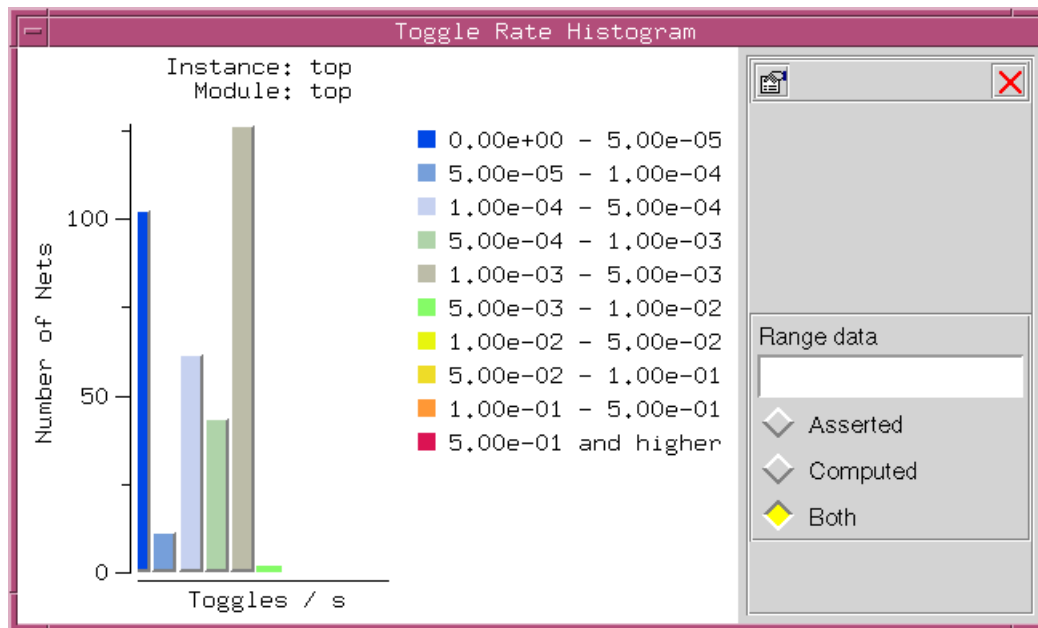 Toggle Rate Histogram
Instance: top
Module: top
Number of Nets
100
50
0
Toggles / s
0.00e+00 - 5.00e-05
5.00e-05 - 1.00e-04
1.00e-04 - 5.00e-04
5.00e-04 - 1.00e-03
1.00e-03 - 5.00e-03
5.00e-03 - 1.00e-02
1.00e-02 - 5.00e-02
5.00e-02 - 1.00e-01
1.00e-01 - 5.00e-01
5.00e-01 and higher
Range data
Asserted
Computed
Both